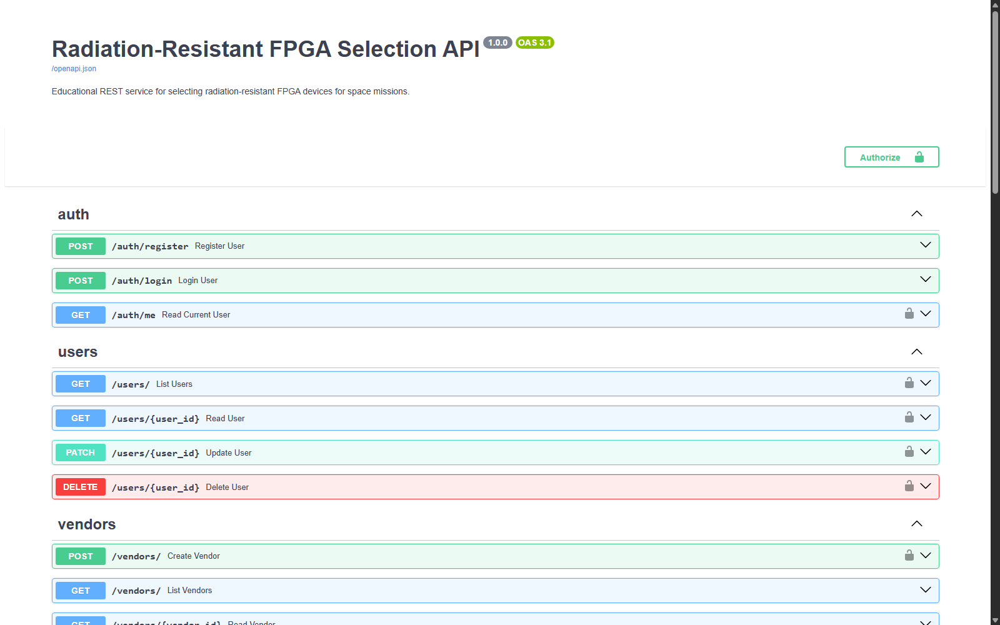 Radiation-Resistant FPGA Selection API 1.0.0 OAS 3.1
/openapi.json
Educational REST service for selecting radiation-resistant FPGA devices for space missions.
Authorize
auth
POST /auth/register Register User
POST /auth/login Login User
GET /auth/me Read Current User
users
GET /users/ List Users
GET /users/{user_id} Read User
PATCH /users/{user_id} Update User
DELETE /users/{user_id} Delete User
vendors
POST /vendors/ Create Vendor
GET /vendors/ List Vendors
GET /vendors/{vendor_id} Read Vendor